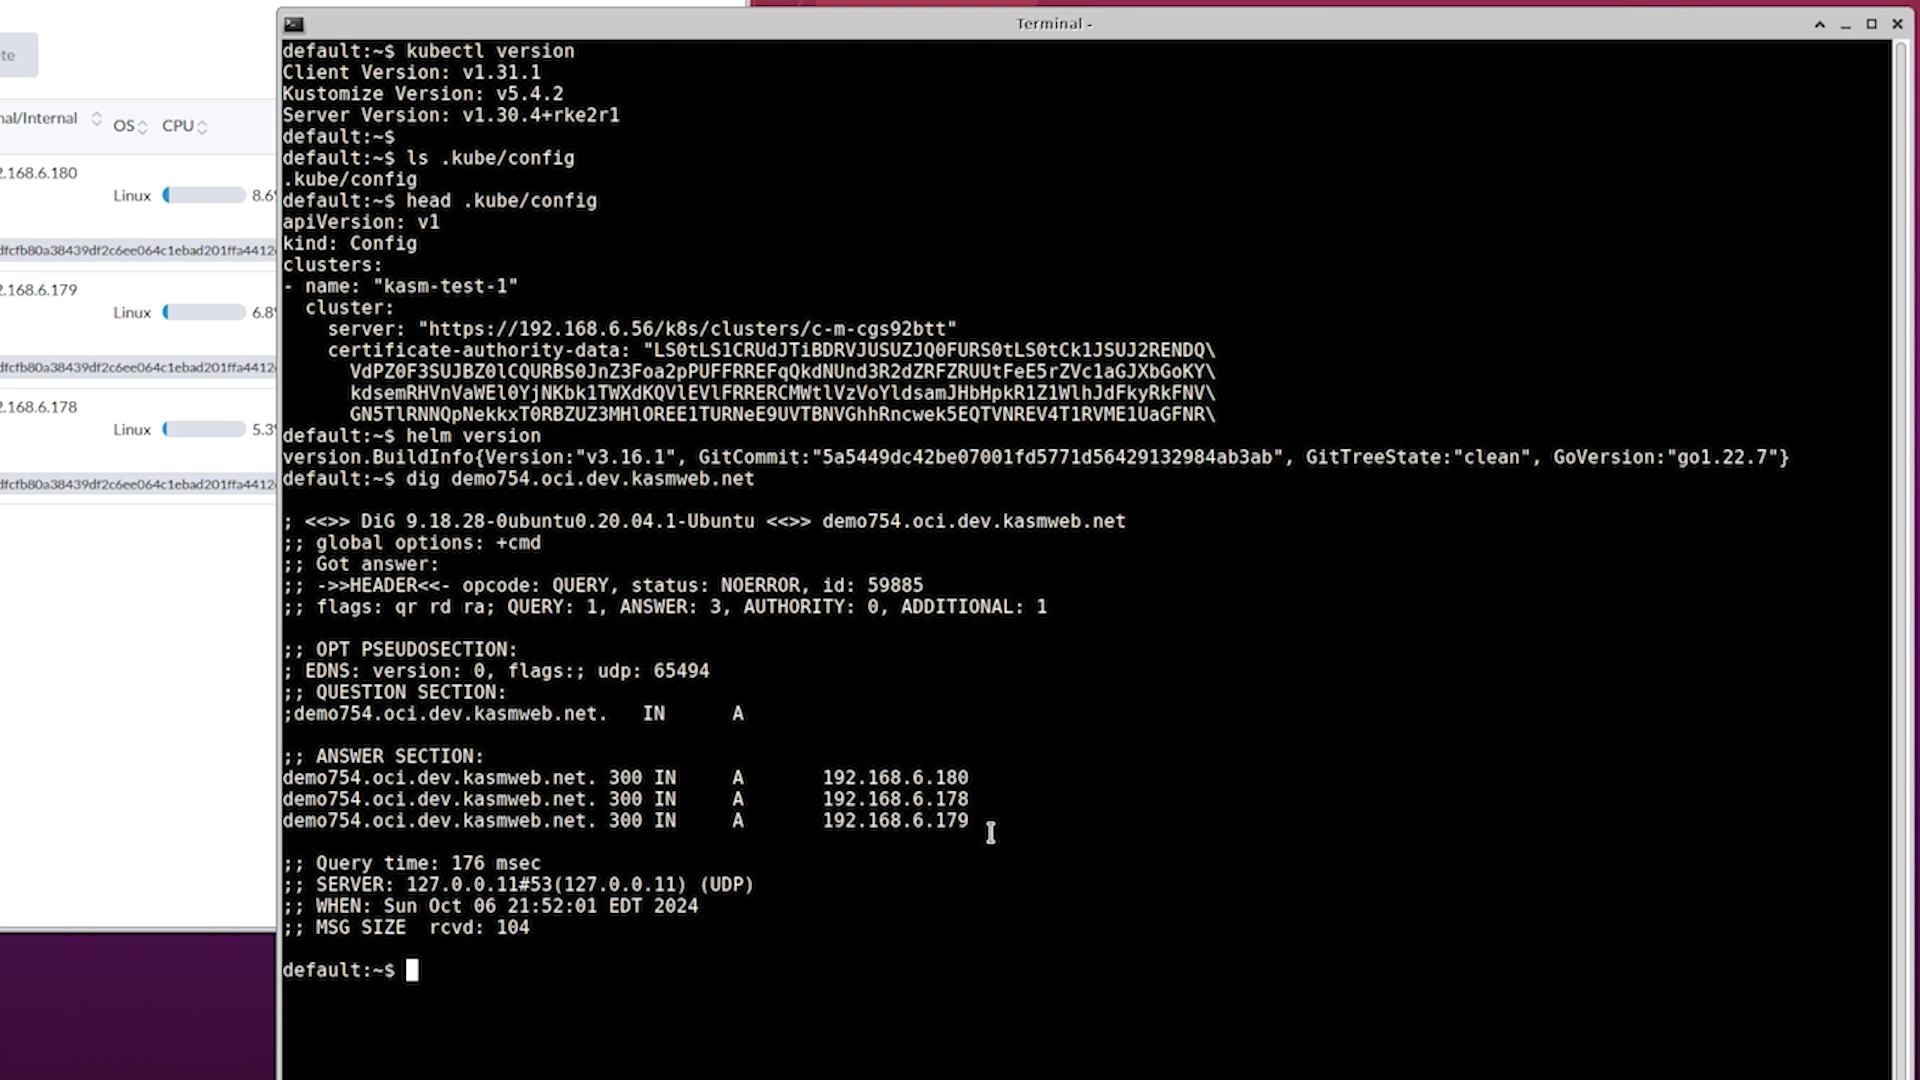 Terminal -
te
nal/Internal OS CPU
2.168.6.180
Linux 8.6
dfcfb80a38439df2c6ee064c1ebad201ffa4412
2.168.6.179
Linux 6.8
dfcfb80a38439df2c6ee064c1ebad201ffa4412
2.168.6.178
Linux 5.3
dfcfb80a38439df2c6ee064c1ebad201ffa4412
default:~$ kubectl version
Client Version: v1.31.1
Kustomize Version: v5.4.2
Server Version: v1.30.4+rke2r1
default:~$
default:~$ ls .kube/config
.kube/config
default:~$ head .kube/config
apiVersion: v1
kind: Config
clusters:
- name: "kasm-test-1"
  cluster:
    server: "https://192.168.6.56/k8s/clusters/c-m-cgs92btt"
    certificate-authority-data: "LS0tLS1CRUdJTiBDRVJUSUZJQ0FURS0tLS0tCk1JSUJ2RENDQ\
      VdPZ0F3SUJBZ0lCQURBS0JnZ3Foa2pPUFFRREFqQkdNUnd3R2dZRFZRUUtFeE5rZVc1aGJXbGoKY\
      kdsemRHVnVaWEl0YjNKbk1TWXdKQVlEVlFRRERCMWtlVzVoYldsamJHbHpkR1Z1WlhJdFkyRkFNV\
      GN5TlRNNQpNekkxT0RBZUZ3MHlOREE1TURNeE9UVTBNVGhhRncwek5EQTVNREV4T1RVME1UaGFNR\
default:~$ helm version
version.BuildInfo{Version:"v3.16.1", GitCommit:"5a5449dc42be07001fd5771d56429132984ab3ab", GitTreeState:"clean", GoVersion:"go1.22.7"}
default:~$ dig demo754.oci.dev.kasmweb.net
; <<>> DiG 9.18.28-0ubuntu0.20.04.1-Ubuntu <<>> demo754.oci.dev.kasmweb.net
;; global options: +cmd
;; Got answer:
;; ->>HEADER<<- opcode: QUERY, status: NOERROR, id: 59885
;; flags: qr rd ra; QUERY: 1, ANSWER: 3, AUTHORITY: 0, ADDITIONAL: 1
;; OPT PSEUDOSECTION:
; EDNS: version: 0, flags:; udp: 65494
;; QUESTION SECTION:
;demo754.oci.dev.kasmweb.net.   IN      A
;; ANSWER SECTION:
demo754.oci.dev.kasmweb.net. 300 IN     A       192.168.6.180
demo754.oci.dev.kasmweb.net. 300 IN     A       192.168.6.178
demo754.oci.dev.kasmweb.net. 300 IN     A       192.168.6.179
;; Query time: 176 msec
;; SERVER: 127.0.0.11#53(127.0.0.11) (UDP)
;; WHEN: Sun Oct 06 21:52:01 EDT 2024
;; MSG SIZE  rcvd: 104
default:~$